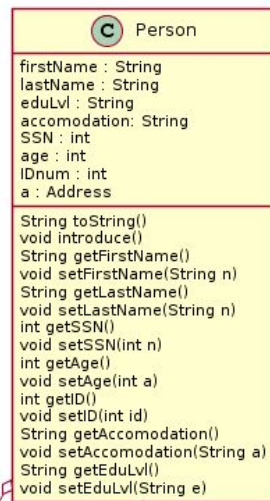 C Person
firstName : String
lastName : String
eduLvl : String
accomodation: String
SSN : int
age : int
IDnum : int
a : Address
String toString()
void introduce()
String getFirstName()
void setFirstName(String n)
String getLastName()
void setLastName(String n)
int getSSN()
void setSSN(int n)
int getAge()
void setAge(int a)
int getID()
void setID(int id)
String getAccomodation()
void setAccomodation(String a)
String getEduLvl()
void setEduLvl(String e)